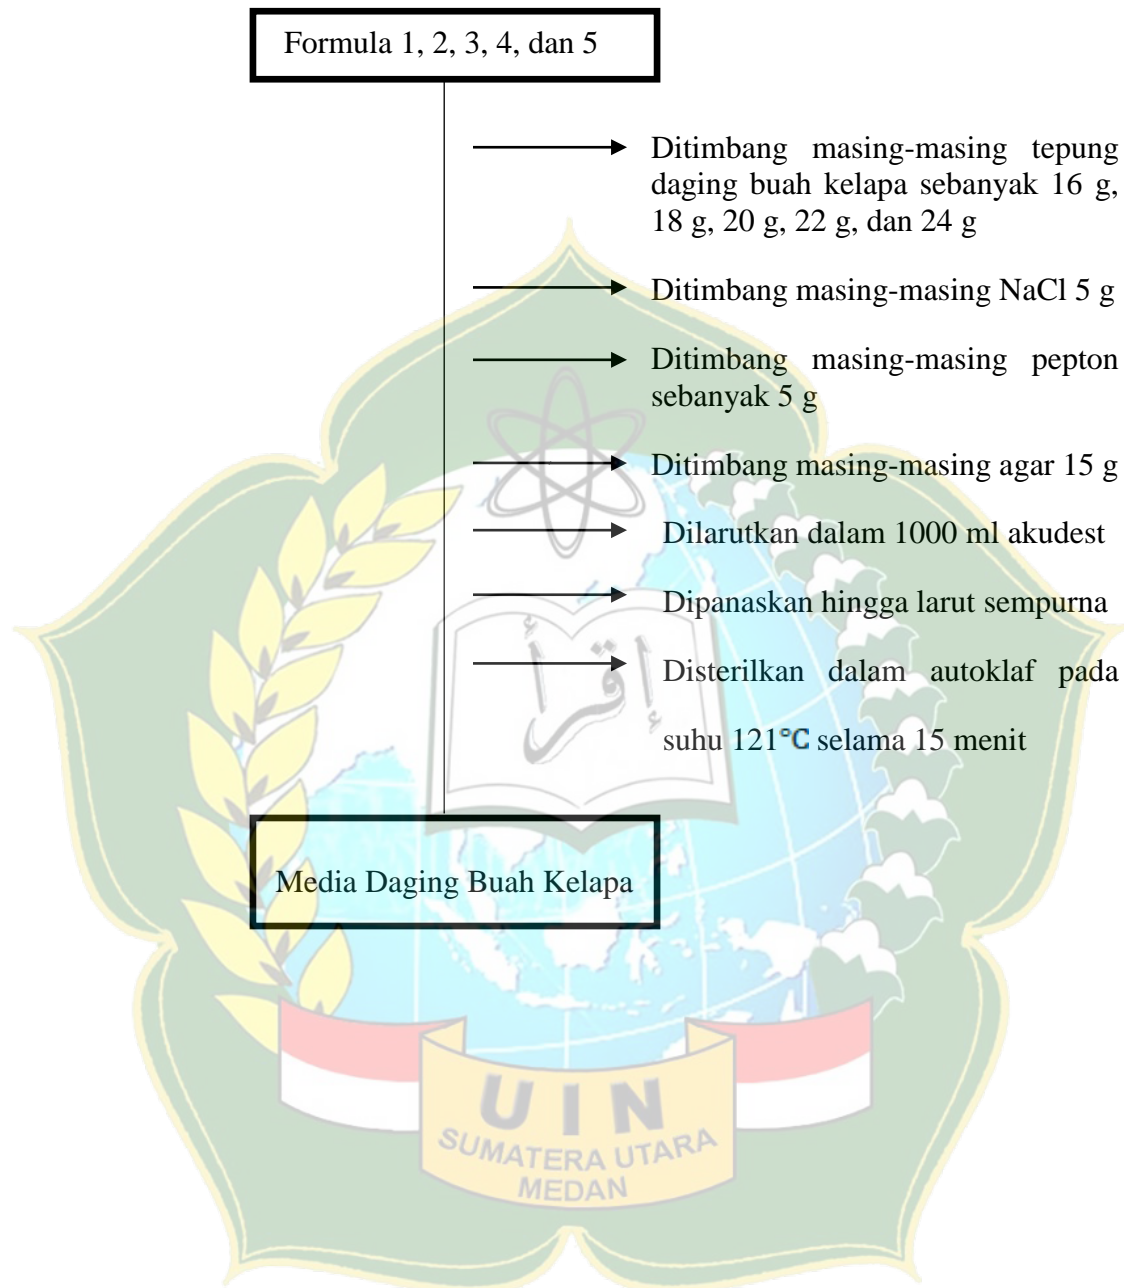 Formula 1, 2, 3, 4, dan 5
Ditimbang masing-masing tepung
daging buah kelapa sebanyak 16 g,
18 g, 20 g, 22 g, dan 24 g
Ditimbang masing-masing NaCl 5 g
Ditimbang masing-masing pepton
sebanyak 5 g
Ditimbang masing-masing agar 15 g
Dilarutkan dalam 1000 ml akudest
Dipanaskan hingga larut sempurna
Disterilkan dalam autoklaf pada
suhu 121°C selama 15 menit
إقرأ
Media Daging Buah Kelapa
UIN
SUMATERA UTARA
MEDAN